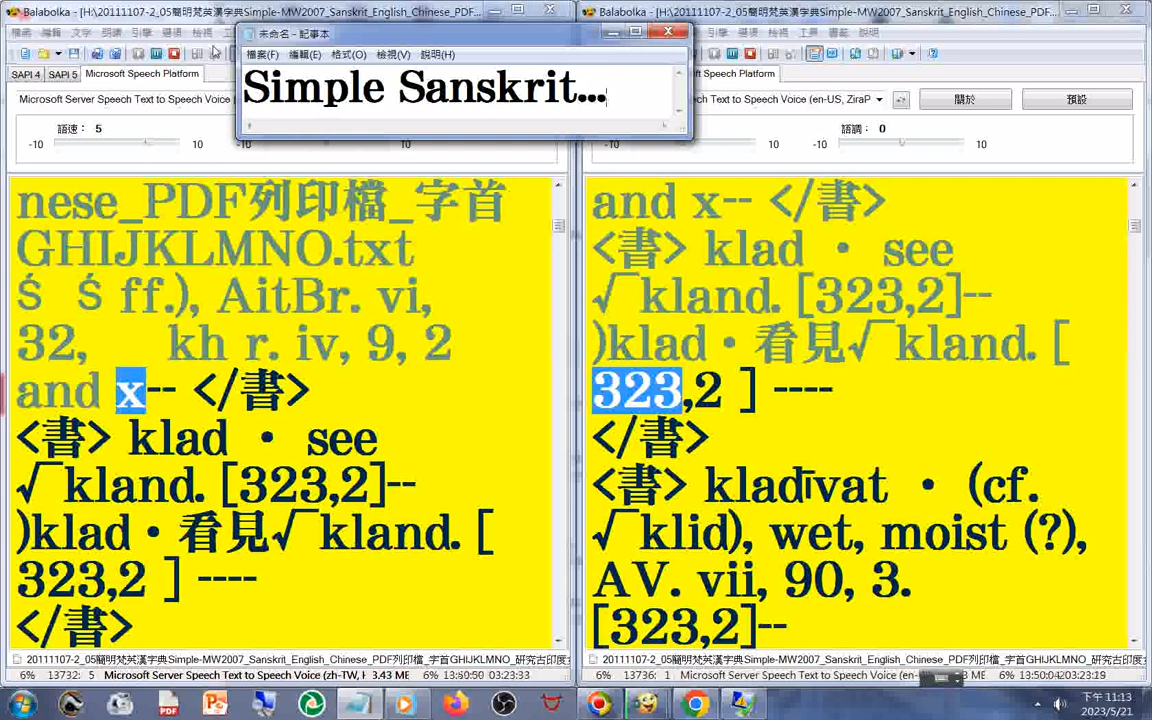 Balabolka - [H:\20111107-2_05簡明梵英漢字典Simple-MW2007_Sanskrit_English_Chinese_PDF...
Balabolka - [H:\20111107-2_05簡明梵英漢字典Simple-MW2007_Sanskrit_English_Chinese_PDF...
未命名 - 記事本
檔案(F) 編輯(E) 格式(O) 檢視(V) 說明(H)
Simple Sanskrit...
SAPI 4 SAPI 5 Microsoft Speech Platform
Speech Platform
Microsoft Server Speech Text to Speech Voice
Text to Speech Voice (en-US, ZiraP
關於 預設
語速： 5
-10 10
10
語調： 0
-10 10
nese_PDF列印檔_字首
GHIJKLMNO.txt
Ś Ś ff.), AitBr. vi,
32, kh r. iv, 9, 2
and x-- </書>
<書> klad • see
√kland. [323,2]--
)klad•看見√kland. [
323,2 ] ----
</書>
and x-- </書>
<書> klad • see
√kland. [323,2]--
)klad•看見√kland. [
323,2 ] ----
</書>
<書> kladīvat • (cf.
√klid), wet, moist (?),
AV. vii, 90, 3.
[323,2]--
20111107-2_05簡明梵英漢字典Simple-MW2007_Sanskrit_English_Chinese_PDF列印檔_字首GHIJKLMNO_研究古印度
20111107-2_05簡明梵英漢字典Simple-MW2007_Sanskrit_English_Chinese_PDF列印檔_字首GHIJKLMNO_研究古印度
6% 13732: 5 Microsoft Server Speech Text to Speech Voice (zh-TW, 3.43 ME 6% 03:23:33
6% 13736: 1 Microsoft Server Speech Text to Speech Voice 6% 03:23:19
下午 11:13
2023/5/21